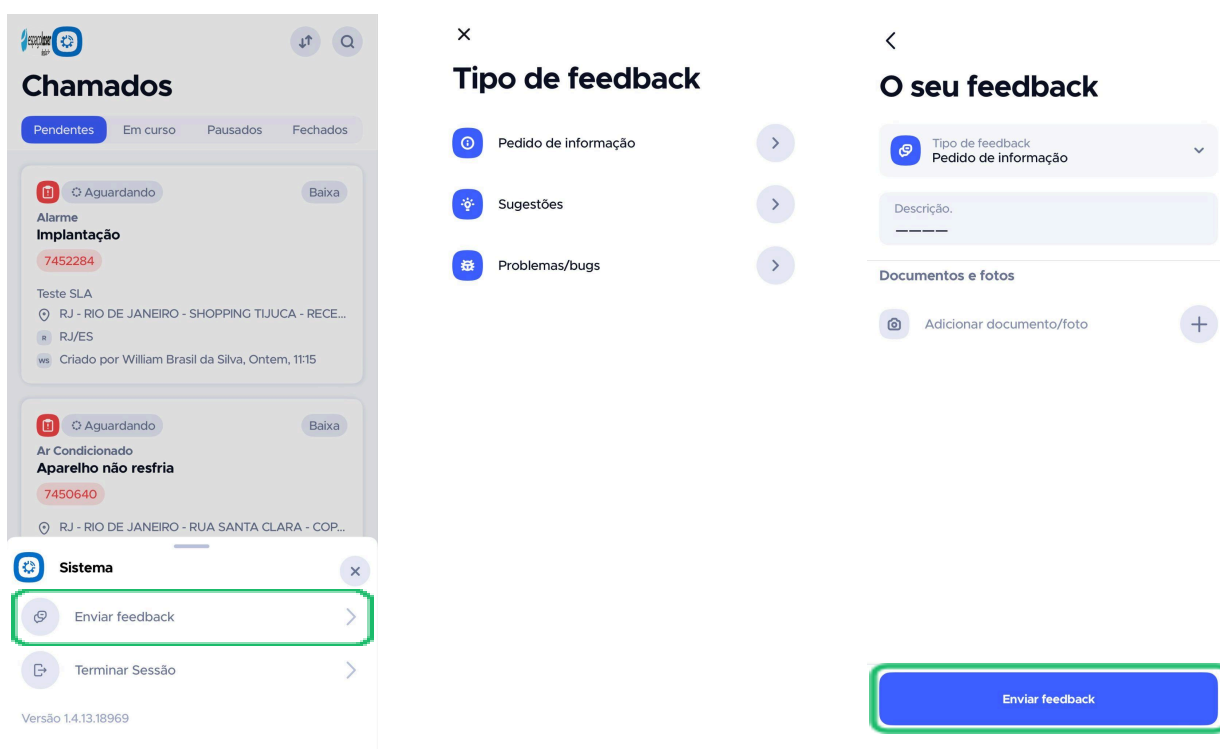 espaçolaser
Chamados
Pendentes
Em curso
Pausados
Fechados
Aguardando
Baixa
Alarme
Implantação
7452284
Teste SLA
RJ - RIO DE JANEIRO - SHOPPING TIJUCA - RECE...
R RJ/ES
WS Criado por William Brasil da Silva, Ontem, 11:15
Aguardando
Baixa
Ar Condicionado
Aparelho não resfria
7450640
RJ - RIO DE JANEIRO - RUA SANTA CLARA - COP...
Sistema
Enviar feedback
Terminar Sessão
Versão 1.4.13.18969
Tipo de feedback
Pedido de informação
Sugestões
Problemas/bugs
O seu feedback
Tipo de feedback
Pedido de informação
Descrição.
————
Documentos e fotos
Adicionar documento/foto
Enviar feedback